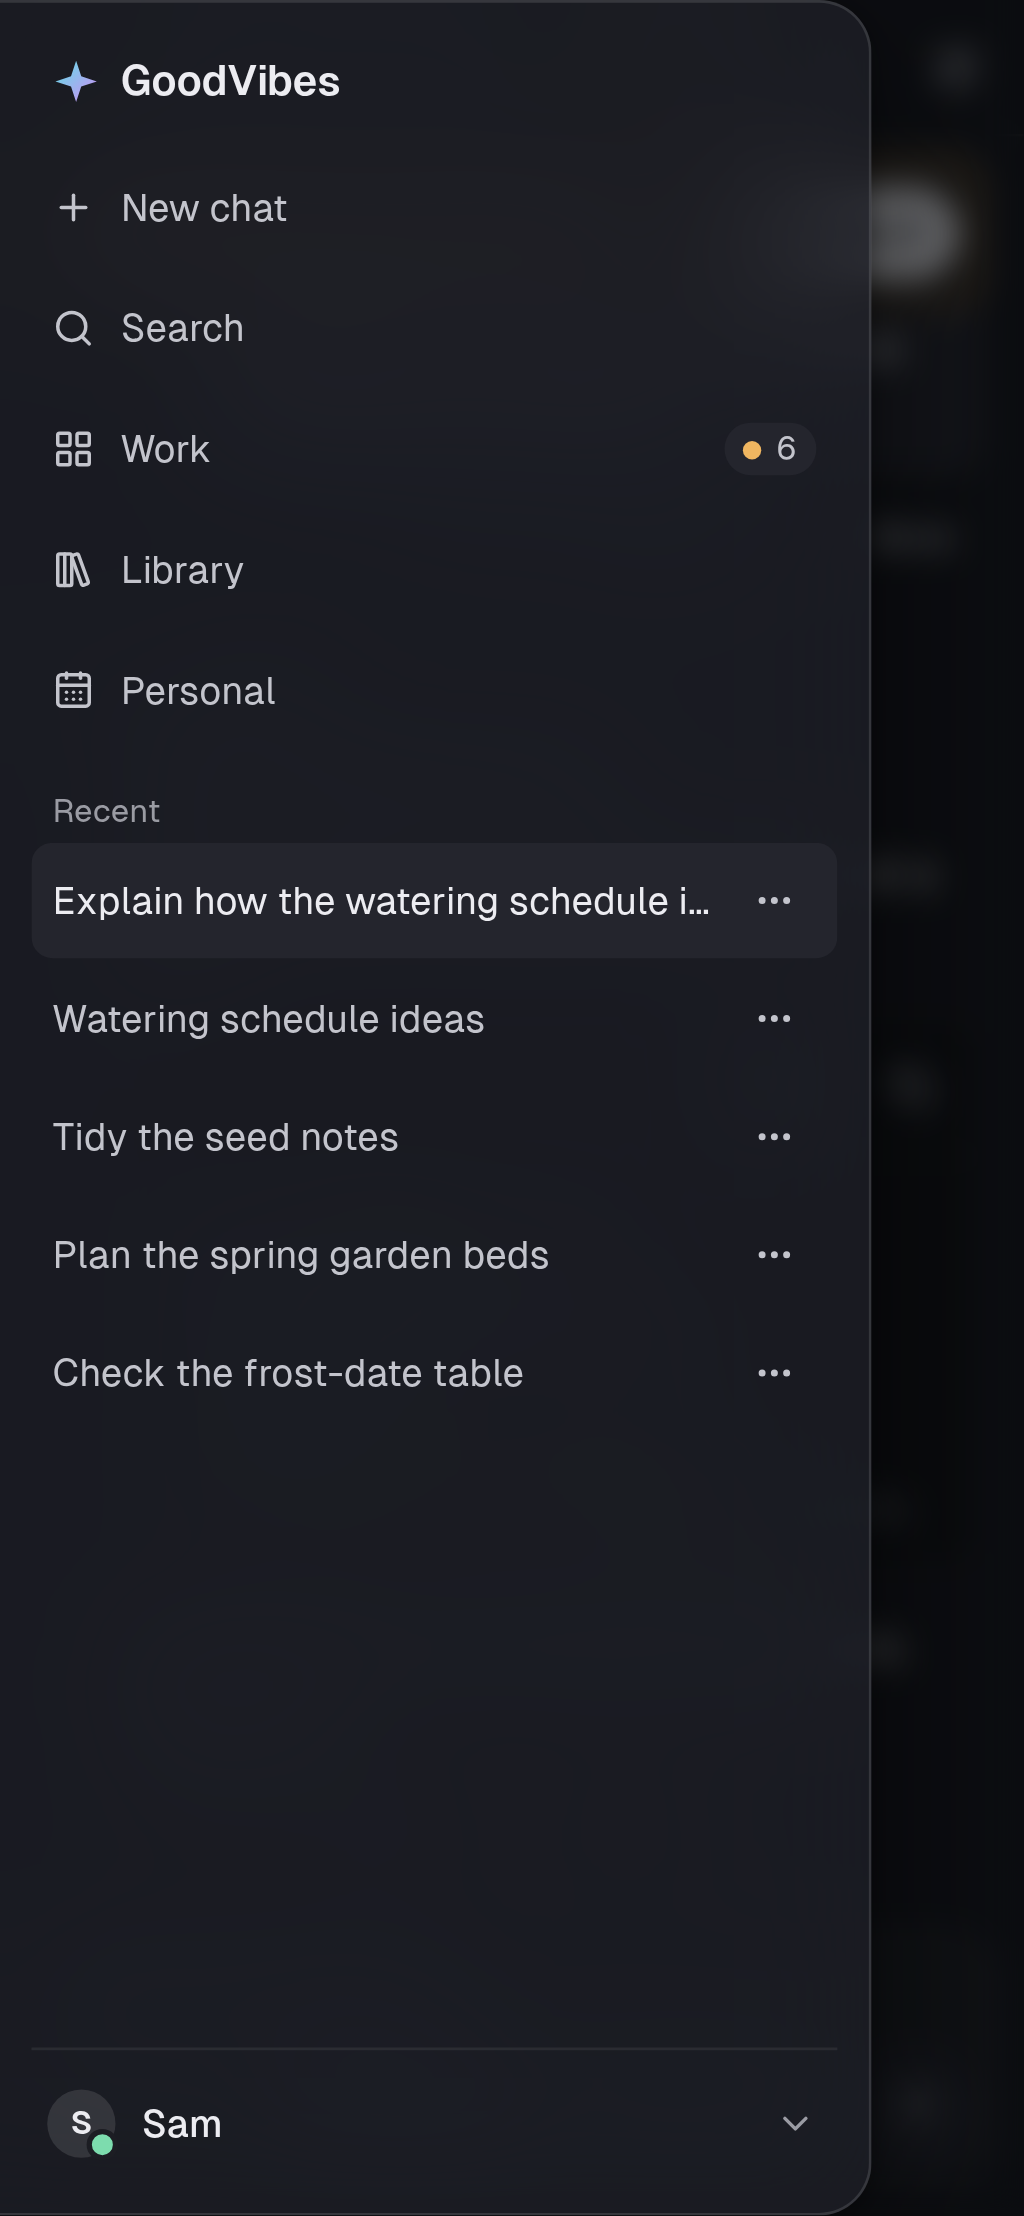 GoodVibes
New chat
Search
Work
6
Library
Personal
Recent
Explain how the watering schedule i...
Watering schedule ideas
Tidy the seed notes
Plan the spring garden beds
Check the frost-date table
S
Sam